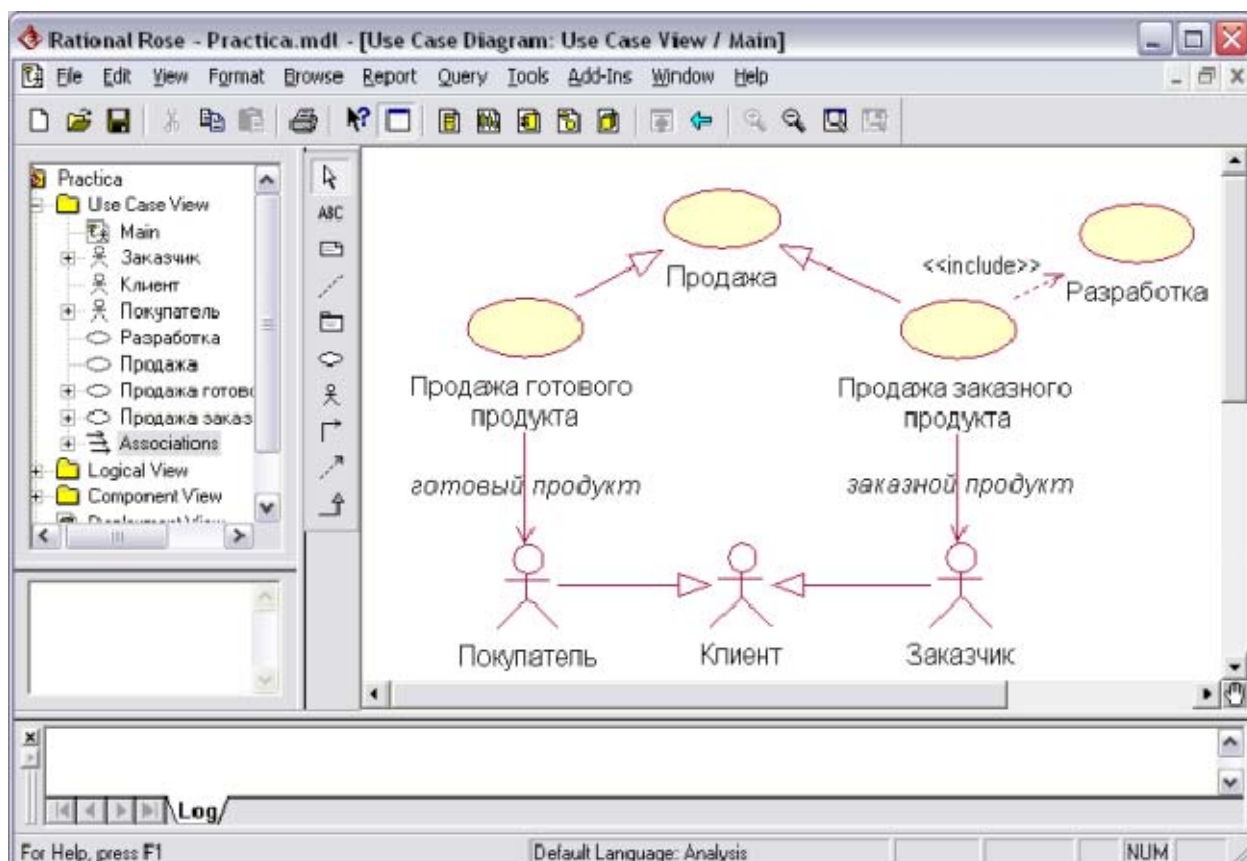 Rational Rose - Practica.mdl - [Use Case Diagram: Use Case View / Main]
File Edit View Format Browse Report Query Tools Add-Ins Window Help
Practica
Use Case View
Main
Заказчик
Клиент
Покупатель
Разработка
Продажа
Продажа готово
Продажа заказ
Associations
Logical View
Component View
Deployment View
ABC
Продажа
<<include>>
Разработка
Продажа готового
продукта
Продажа заказного
продукта
готовый продукт
заказной продукт
Покупатель
Клиент
Заказчик
Log
For Help, press F1
Default Language: Analysis
NUM